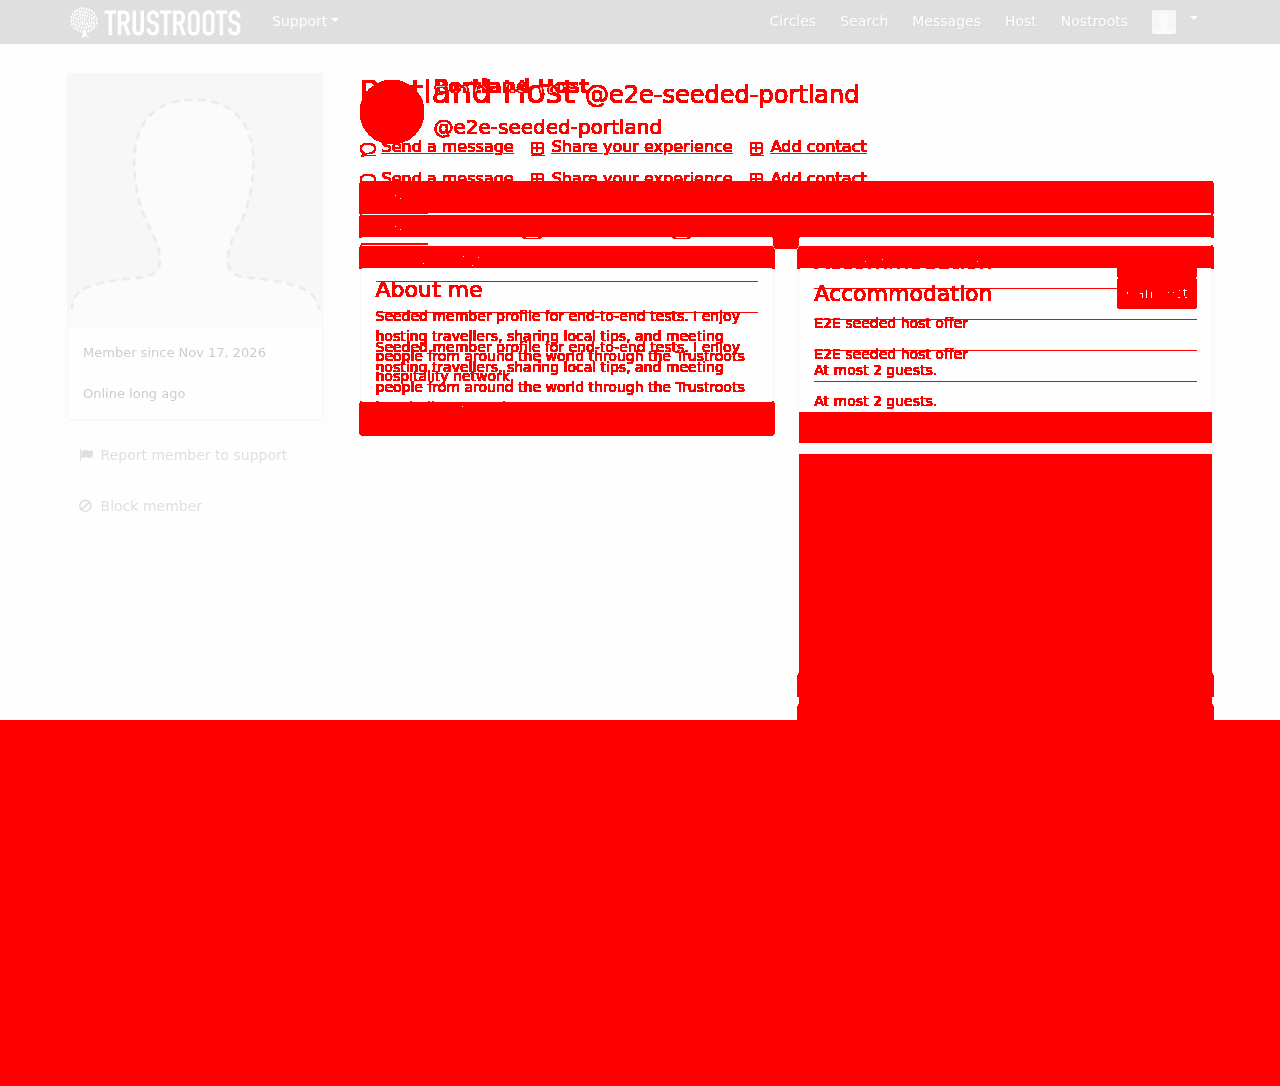 TRUSTROOTS
Support
Circles
Search
Messages
Host
Nostroots
Portland Host
Portland Host @e2e-seeded-portland
@e2e-seeded-portland
Send a message
Share your experience
Add contact
Send a message
Share your experience
Add contact
Member since Nov 17, 2026
Online long ago
Report member to support
Block member
About me
Seeded member profile for end-to-end tests. I enjoy
hosting travellers, sharing local tips, and meeting
people from around the world through the Trustroots
hospitality network.
Seeded member profile for end-to-end tests. I enjoy
hosting travellers, sharing local tips, and meeting
people from around the world through the Trustroots
Accommodation
Accommodation
E2E seeded host offer
E2E seeded host offer
At most 2 guests.
At most 2 guests.